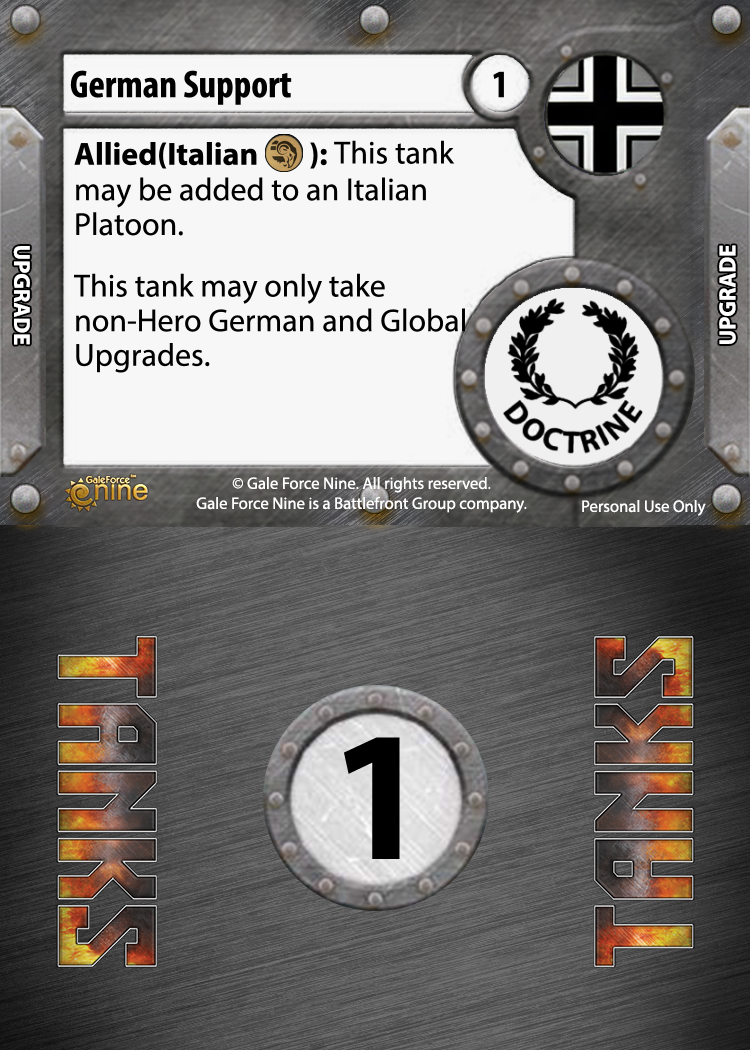 German Support
1
Allied(Italian ): This tank
may be added to an Italian
Platoon.
This tank may only take
non-Hero German and Global
Upgrades.
UPGRADE
UPGRADE
DOCTRINE
GaleForce™
nine
© Gale Force Nine. All rights reserved.
Gale Force Nine is a Battlefront Group company.
Personal Use Only
TANKS
1
TANKS